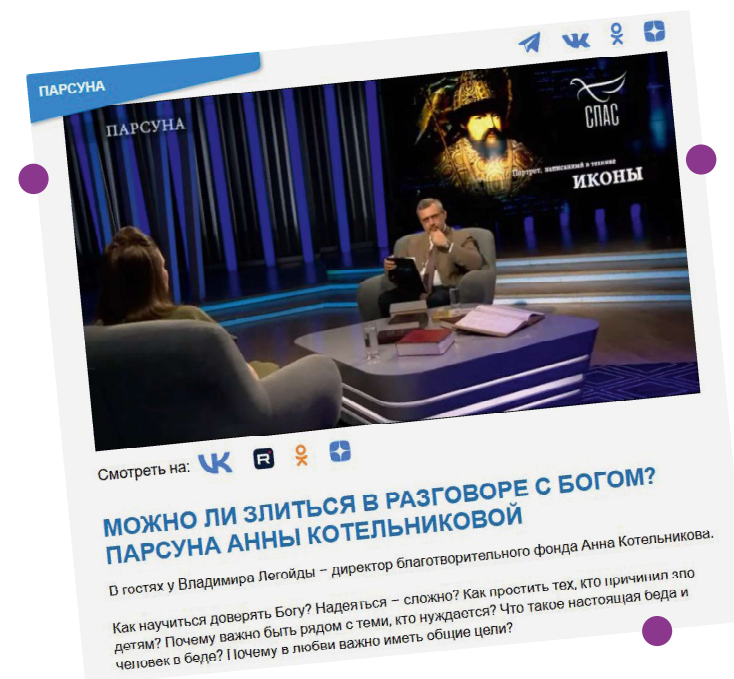 ПАРСУНА
ПАРСУНА
СПАС
Портрет, написанный в технике
ИКОНЫ
Смотреть на:
МОЖНО ЛИ ЗЛИТЬСЯ В РАЗГОВОРЕ С БОГОМ?
ПАРСУНА АННЫ КОТЕЛЬНИКОВОЙ
В гостях у Владимира Легойды – директор благотворительного фонда Анна Котельникова.
Как научиться доверять Богу? Надеяться – сложно? Как простить тех, кто причинил зло
детям? Почему важно быть рядом с теми, кто нуждается? Что такое настоящая беда и
человек в беде? Почему в любви важно иметь общие цели?